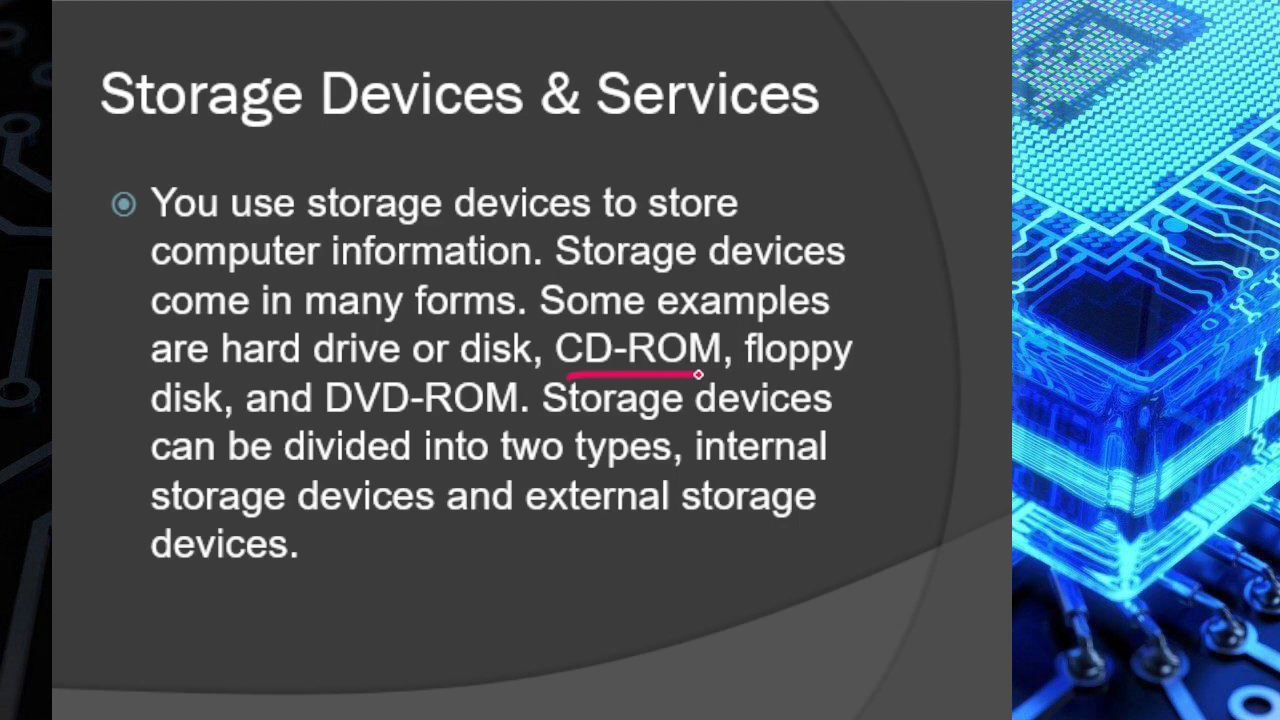 Storage Devices & Services
You use storage devices to store
computer information. Storage devices
come in many forms. Some examples
are hard drive or disk, CD-ROM, floppy
disk, and DVD-ROM. Storage devices
can be divided into two types, internal
storage devices and external storage
devices.